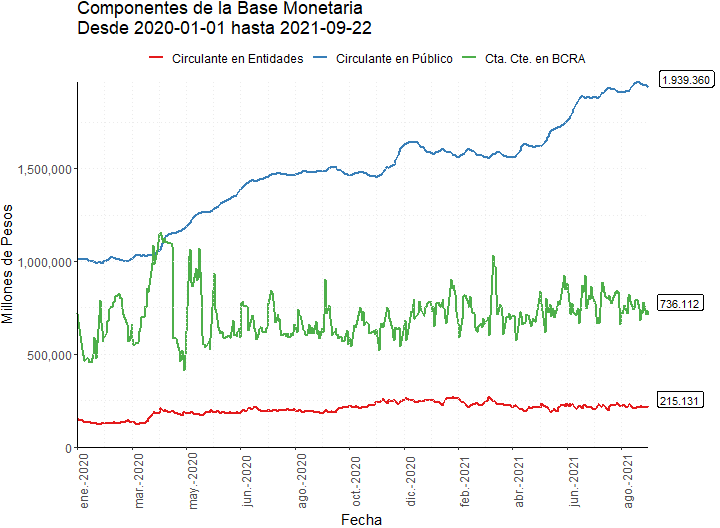 Componentes de la Base Monetaria
Desde 2020-01-01 hasta 2021-09-22
Circulante en Entidades Circulante en Público Cta. Cte. en BCRA
Millones de Pesos
1,500,000
1,000,000
500,000
0
1.939.360
736.112
215.131
ene.-2020
mar.-2020
may.-2020
jun.-2020
ago.-2020
oct.-2020
dic.-2020
feb.-2021
abr.-2021
jun.-2021
ago.-2021
Fecha